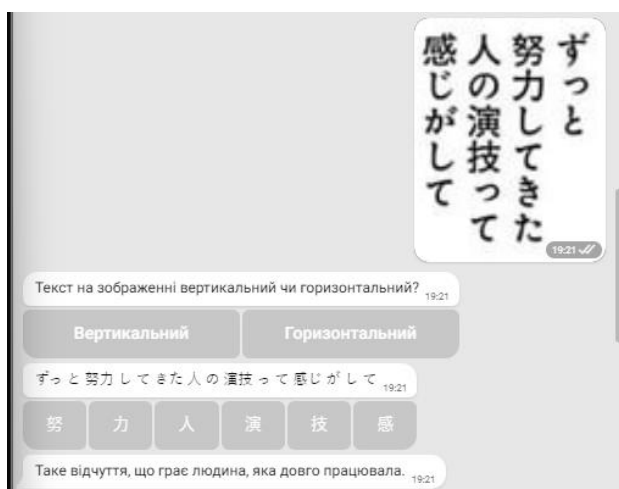 ずっと
努力してきた
人の演技って
感じがして
19:21
Текст на зображенні вертикальний чи горизонтальний? 19:21
Вертикальний Горизонтальний
ずっと努力してきた人の演技って感じがして 19:21
努 力 人 演 技 感
Таке відчуття, що грає людина, яка довго працювала. 19:21